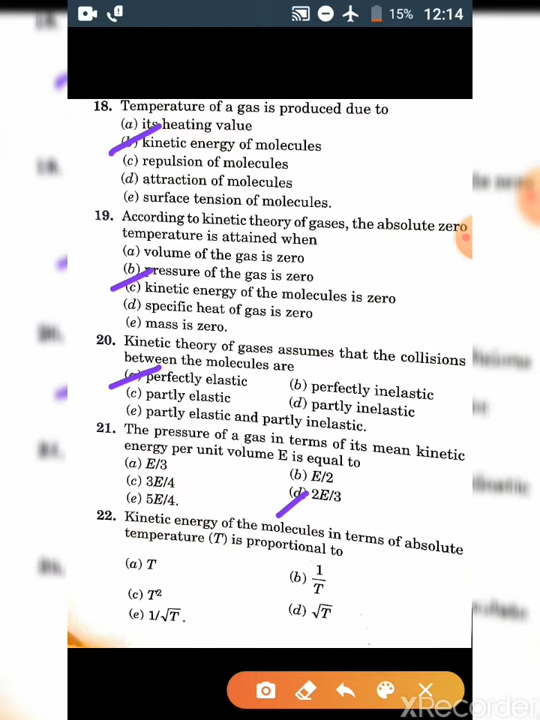 15% 12:14
18. Temperature of a gas is produced due to
(a) its heating value
(b) kinetic energy of molecules
(c) repulsion of molecules
(d) attraction of molecules
(e) surface tension of molecules.
19. According to kinetic theory of gases, the absolute zero
temperature is attained when
(a) volume of the gas is zero
(b) pressure of the gas is zero
(c) kinetic energy of the molecules is zero
(d) specific heat of gas is zero
(e) mass is zero.
20. Kinetic theory of gases assumes that the collisions
between the molecules are
(a) perfectly elastic (b) perfectly inelastic
(c) partly elastic (d) partly inelastic
(e) partly elastic and partly inelastic.
21. The pressure of a gas in terms of its mean kinetic
energy per unit volume E is equal to
(a) E/3 (b) E/2
(c) 3E/4 (d) 2E/3
(e) 5E/4.
22. Kinetic energy of the molecules in terms of absolute
temperature (T) is proportional to
(a) T (b) 1/T
(c) T² (d) √T
(e) 1/√T.
XRecorder